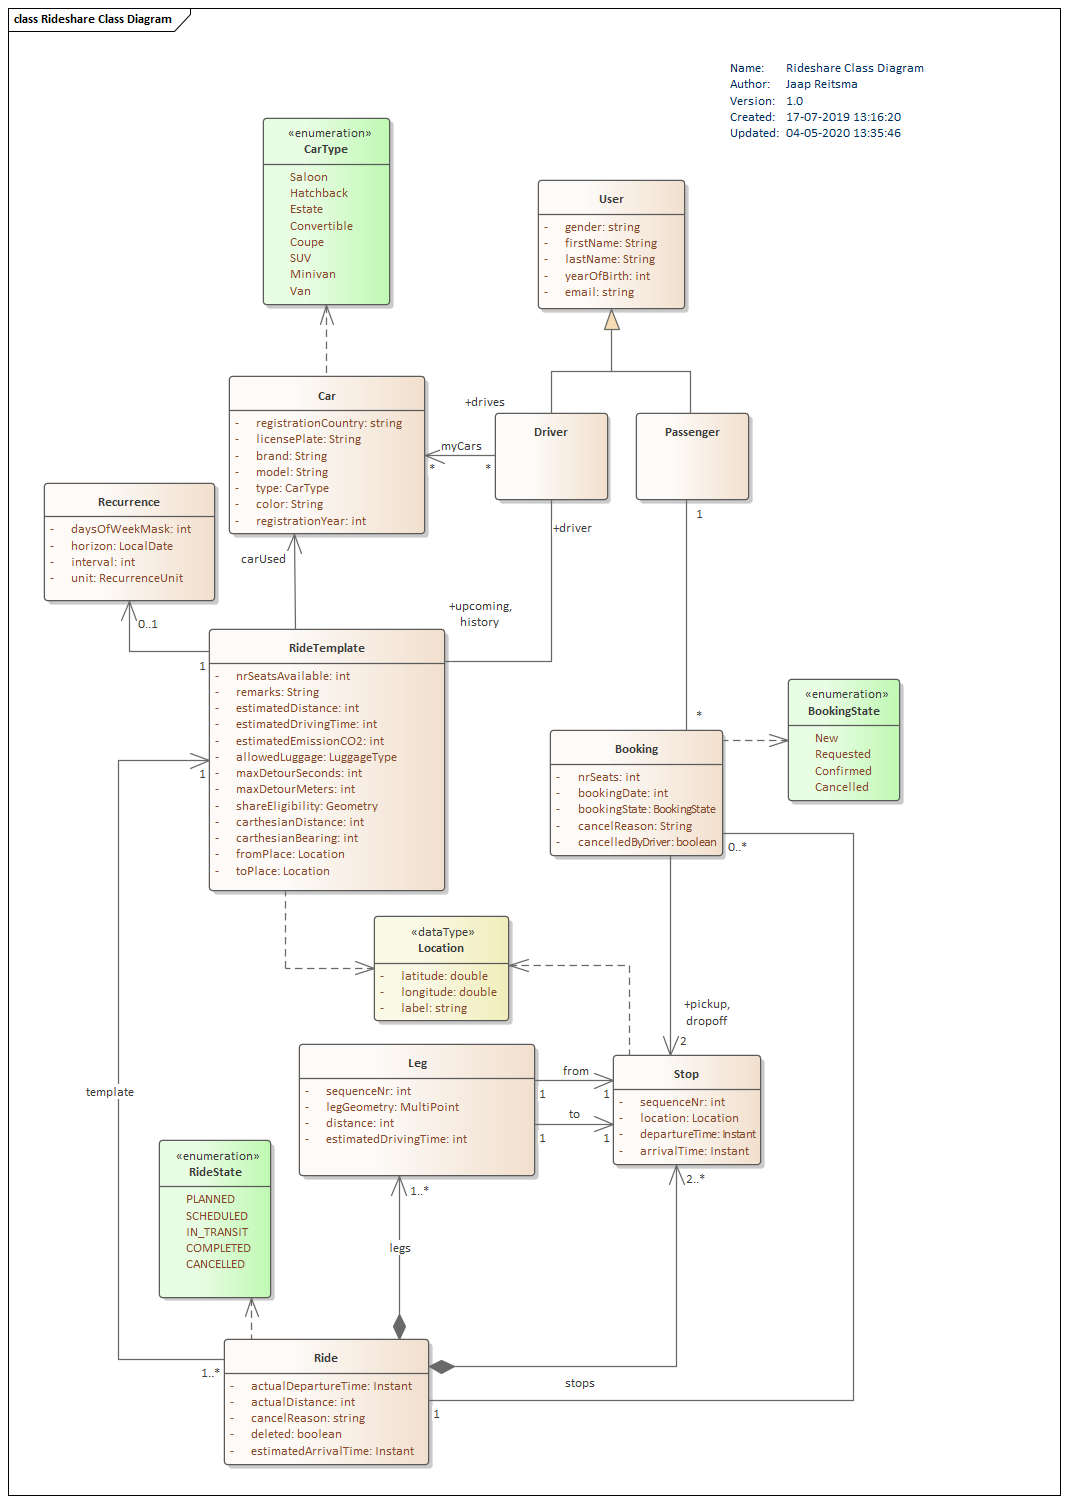 class Rideshare Class Diagram
Name: Rideshare Class Diagram
Author: Jaap Reitsma
Version: 1.0
Created: 17-07-2019 13:16:20
Updated: 04-05-2020 13:35:46
«enumeration»
CarType
Saloon
Hatchback
Estate
Convertible
Coupe
SUV
Minivan
Van
User
- gender: string
- firstName: String
- lastName: String
- yearOfBirth: int
- email: string
Car
- registrationCountry: string
- licensePlate: String
- brand: String
- model: String
- type: CarType
- color: String
- registrationYear: int
+drives
myCars
*
*
Driver
Passenger
Recurrence
- daysOfWeekMask: int
- horizon: LocalDate
- interval: int
- unit: RecurrenceUnit
1
+driver
carUsed
+upcoming,
history
0..1
1
RideTemplate
- nrSeatsAvailable: int
- remarks: String
- estimatedDistance: int
- estimatedDrivingTime: int
- estimatedEmissionCO2: int
- allowedLuggage: LuggageType
- maxDetourSeconds: int
- maxDetourMeters: int
- shareEligibility: Geometry
- carthesianDistance: int
- carthesianBearing: int
- fromPlace: Location
- toPlace: Location
1
*
«enumeration»
BookingState
New
Requested
Confirmed
Cancelled
Booking
- nrSeats: int
- bookingDate: int
- bookingState: BookingState
- cancelReason: String
- cancelledByDriver: boolean
0..*
«dataType»
Location
- latitude: double
- longitude: double
- label: string
+pickup,
dropoff
2
Leg
- sequenceNr: int
- legGeometry: MultiPoint
- distance: int
- estimatedDrivingTime: int
from
1
1
to
1
1
Stop
- sequenceNr: int
- location: Location
- departureTime: Instant
- arrivalTime: Instant
template
«enumeration»
RideState
PLANNED
SCHEDULED
IN_TRANSIT
COMPLETED
CANCELLED
1..*
2..*
legs
Ride
- actualDepartureTime: Instant
- actualDistance: int
- cancelReason: string
- deleted: boolean
- estimatedArrivalTime: Instant
1..*
stops
1